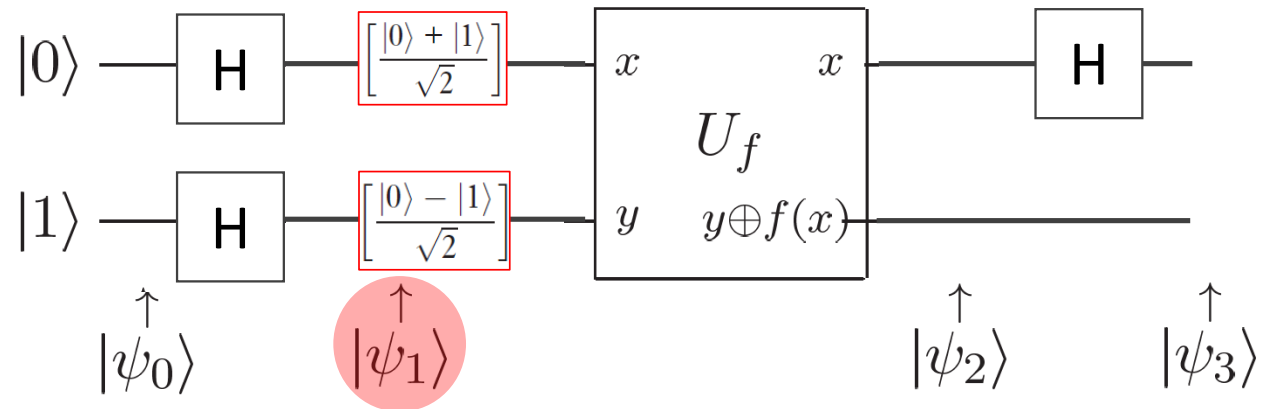 |0⟩ H [ |0⟩ + |1⟩ / √2 ] x x H
U_f
|1⟩ H [ |0⟩ − |1⟩ / √2 ] y y⊕f(x)
↑ ↑ ↑ ↑
|ψ₀⟩ |ψ₁⟩ |ψ₂⟩ |ψ₃⟩